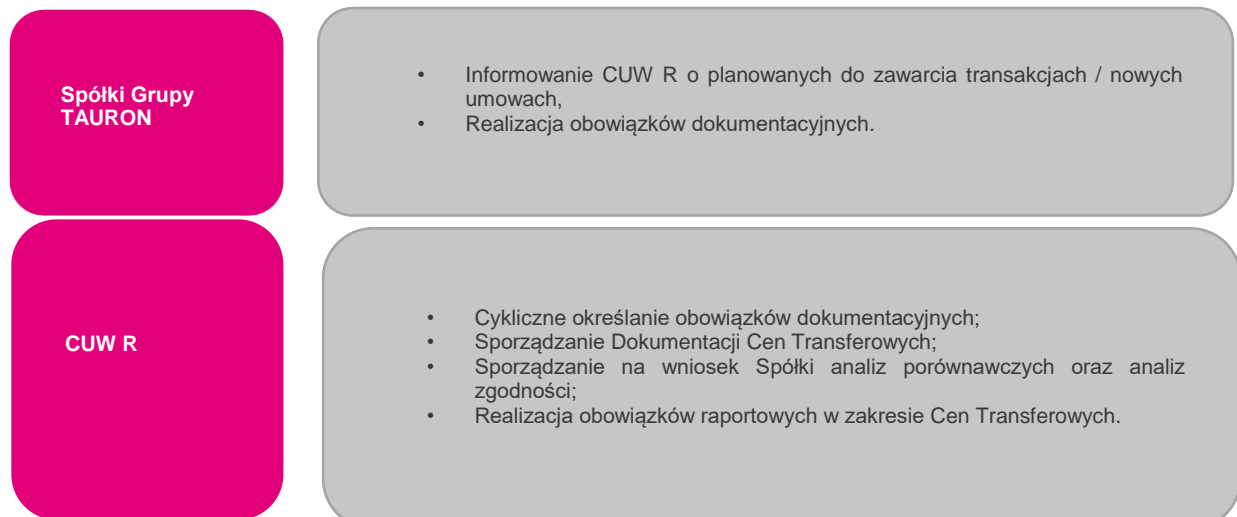 Spółki Grupy
TAURON
• Informowanie CUW R o planowanych do zawarcia transakcjach / nowych
umowach,
• Realizacja obowiązków dokumentacyjnych.
CUW R
• Cykliczne określanie obowiązków dokumentacyjnych;
• Sporządzanie Dokumentacji Cen Transferowych;
• Sporządzanie na wniosek Spółki analiz porównawczych oraz analiz
zgodności;
• Realizacja obowiązków raportowych w zakresie Cen Transferowych.